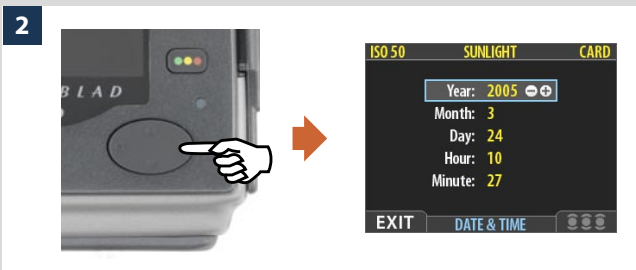 2
BLAD
ISO 50 SUNLIGHT CARD
Year: 2005
Month: 3
Day: 24
Hour: 10
Minute: 27
EXIT DATE & TIME